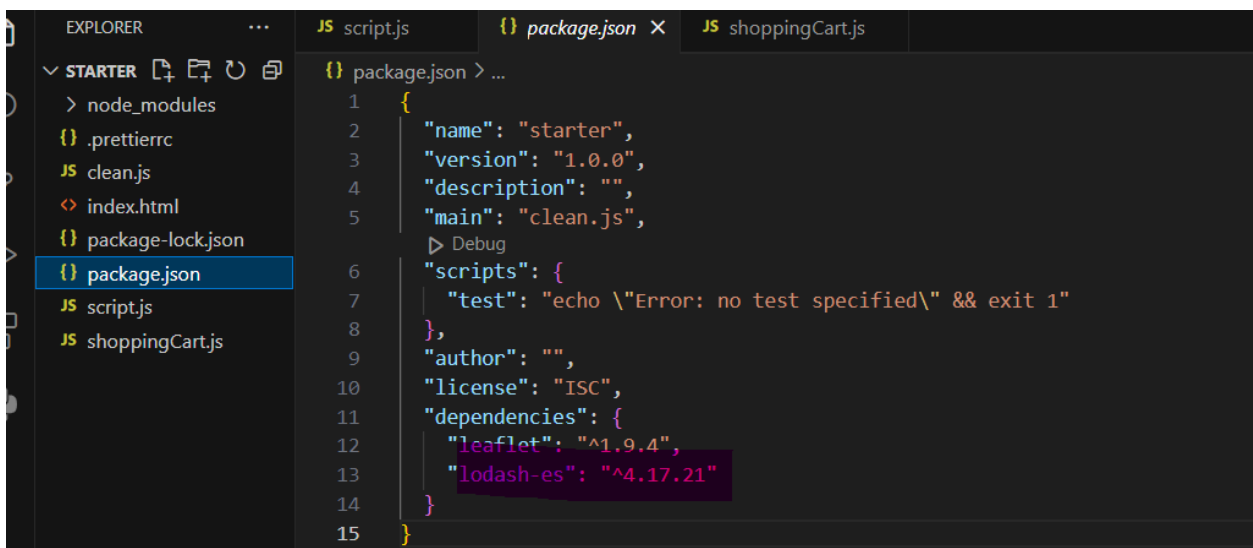 EXPLORER ...
JS script.js {} package.json × JS shoppingCart.js
STARTER
{} package.json > ...
> node_modules
{} .prettierrc
JS clean.js
<> index.html
{} package-lock.json
{} package.json
JS script.js
JS shoppingCart.js
1 {
2 "name": "starter",
3 "version": "1.0.0",
4 "description": "",
5 "main": "clean.js",
Debug
6 "scripts": {
7 "test": "echo \"Error: no test specified\" && exit 1"
8 },
9 "author": "",
10 "license": "ISC",
11 "dependencies": {
12 "leaflet": "^1.9.4",
13 "lodash-es": "^4.17.21"
14 }
15 }